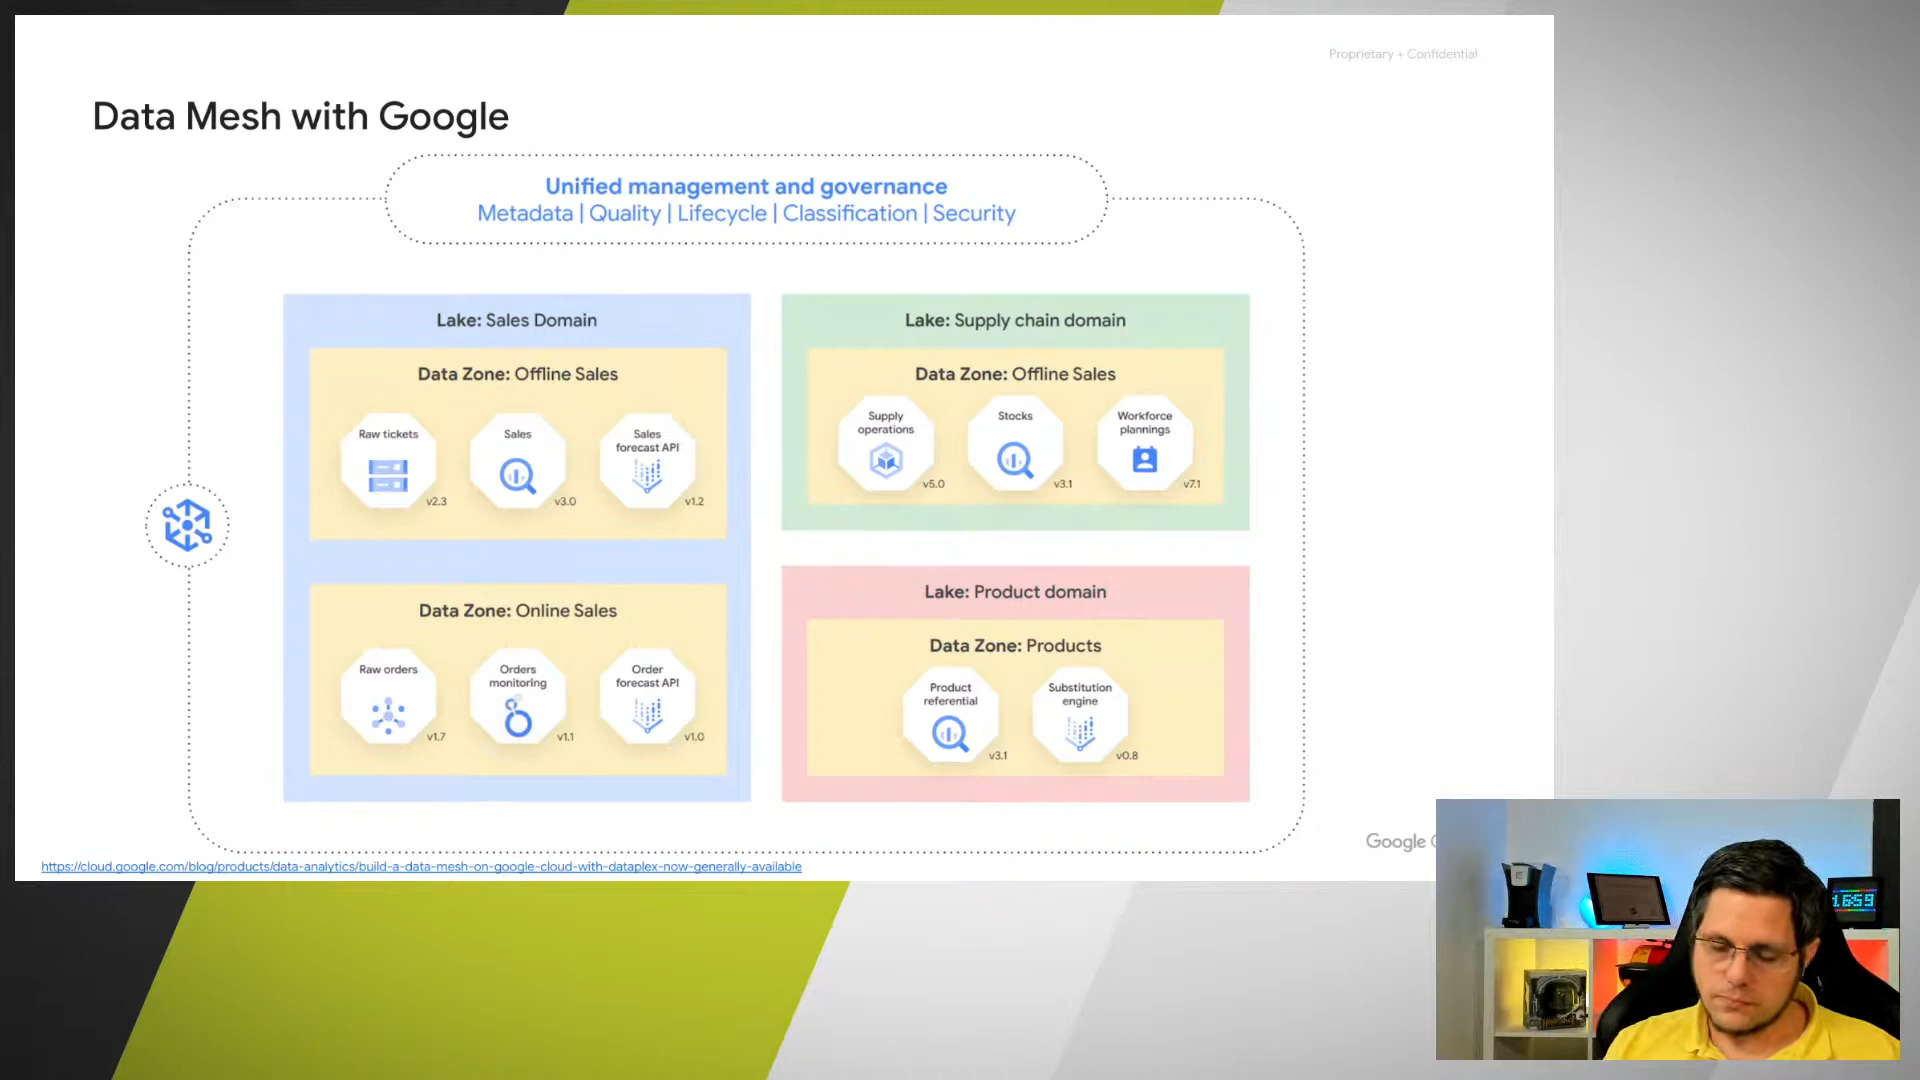 Proprietary + Confidential
Data Mesh with Google
Unified management and governance
Metadata | Quality | Lifecycle | Classification | Security
Lake: Sales Domain
Data Zone: Offline Sales
Raw tickets
v2.3
Sales
v3.0
Sales
forecast API
v1.2
Data Zone: Online Sales
Raw orders
v1.7
Orders
monitoring
v1.1
Order
forecast API
v1.0
Lake: Supply chain domain
Data Zone: Offline Sales
Supply
operations
v5.0
Stocks
v3.1
Workforce
plannings
v7.1
Lake: Product domain
Data Zone: Products
Product
referential
v3.1
Substitution
engine
v0.8
Google
https://cloud.google.com/blog/products/data-analytics/build-a-data-mesh-on-google-cloud-with-dataplex-now-generally-available
16:59